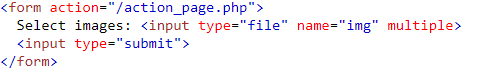 <form action="/action_page.php">
  Select images: <input type="file" name="img" multiple>
  <input type="submit">
</form>